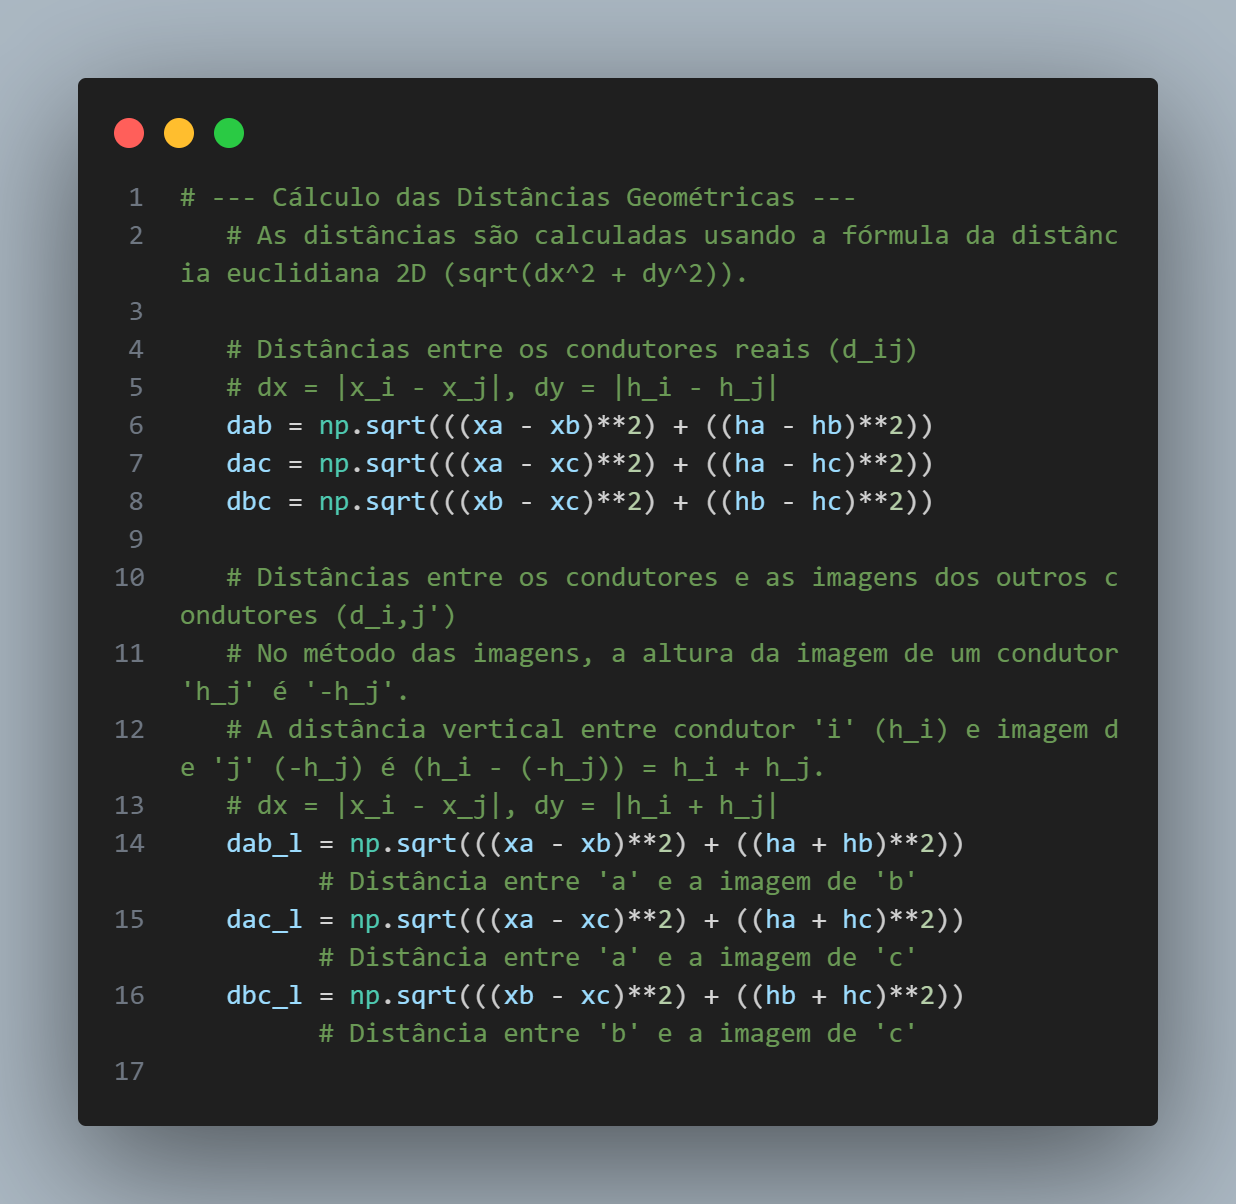 1 # --- Cálculo das Distâncias Geométricas ---
2 # As distâncias são calculadas usando a fórmula da distânc
ia euclidiana 2D (sqrt(dx^2 + dy^2)).
3
4 # Distâncias entre os condutores reais (d_ij)
5 # dx = |x_i - x_j|, dy = |h_i - h_j|
6 dab = np.sqrt(((xa - xb)**2) + ((ha - hb)**2))
7 dac = np.sqrt(((xa - xc)**2) + ((ha - hc)**2))
8 dbc = np.sqrt(((xb - xc)**2) + ((hb - hc)**2))
9
10 # Distâncias entre os condutores e as imagens dos outros c
ondutores (d_i,j')
11 # No método das imagens, a altura da imagem de um condutor
'h_j' é '-h_j'.
12 # A distância vertical entre condutor 'i' (h_i) e imagem d
e 'j' (-h_j) é (h_i - (-h_j)) = h_i + h_j.
13 # dx = |x_i - x_j|, dy = |h_i + h_j|
14 dab_l = np.sqrt(((xa - xb)**2) + ((ha + hb)**2))
# Distância entre 'a' e a imagem de 'b'
15 dac_l = np.sqrt(((xa - xc)**2) + ((ha + hc)**2))
# Distância entre 'a' e a imagem de 'c'
16 dbc_l = np.sqrt(((xb - xc)**2) + ((hb + hc)**2))
# Distância entre 'b' e a imagem de 'c'
17